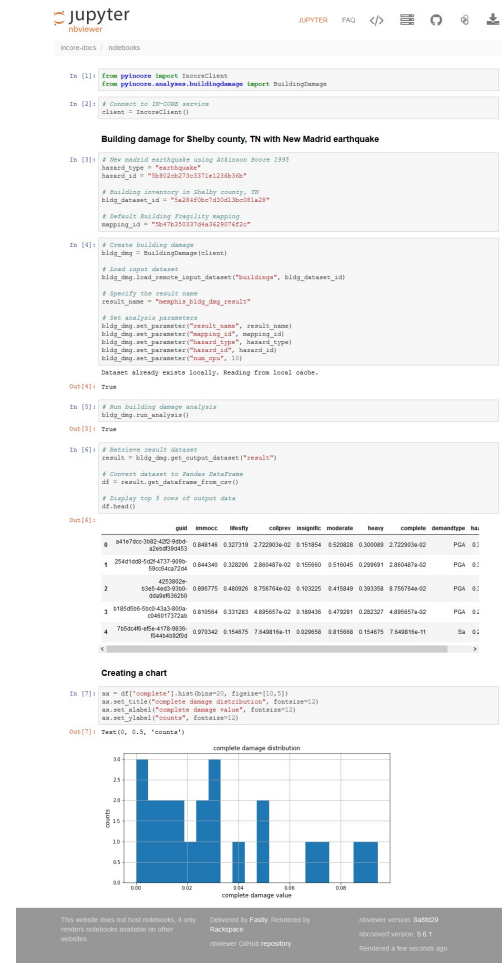 jupyter
nbviewer
JUPYTER FAQ </>
incore-docs / notebooks
In [1]: from pyincore import IncoreClient
from pyincore.analyses.buildingdamage import BuildingDamage
In [2]: # Connect to IN-CORE service
client = IncoreClient()
Building damage for Shelby county, TN with New Madrid earthquake
In [3]: # New madrid earthquake using Atkinson Boore 1995
hazard_type = "earthquake"
hazard_id = "5b902cb273c3371e1236b36b"
# Building inventory in Shelby county, TN
bldg_dataset_id = "5a284f0bc7d30d13bc081a28"
# Default Building Fragility mapping
mapping_id = "5b47b350337d4a3629076f2c"
In [4]: # Create building damage
bldg_dmg = BuildingDamage(client)
# Load input dataset
bldg_dmg.load_remote_input_dataset("buildings", bldg_dataset_id)
# Specify the result name
result_name = "memphis_bldg_dmg_result"
# Set analysis parameters
bldg_dmg.set_parameter("result_name", result_name)
bldg_dmg.set_parameter("mapping_id", mapping_id)
bldg_dmg.set_parameter("hazard_type", hazard_type)
bldg_dmg.set_parameter("hazard_id", hazard_id)
bldg_dmg.set_parameter("num_cpu", 10)
Dataset already exists locally. Reading from local cache.
Out[4]: True
In [5]: # Run building damage analysis
bldg_dmg.run_analysis()
Out[5]: True
In [6]: # Retrieve result dataset
result = bldg_dmg.get_output_dataset("result")
# Convert dataset to Pandas DataFrame
df = result.get_dataframe_from_csv()
# Display top 5 rows of output data
df.head()
Out[6]:
guid immocc lifesfty collprev insignific moderate heavy complete demandtype
0 a41e7dcc-3b82-42f2-9dbd-a2ebdf39d453 0.848146 0.327319 2.722903e-02 0.151854 0.520828 0.300089 2.722903e-02 PGA 0.3
1 254d1dd8-5d2f-4737-909b-59cc64ca72d4 0.844340 0.328296 2.860487e-02 0.155660 0.516045 0.299691 2.860487e-02 PGA 0.3
2 4253802e-b3e5-4ed3-93b0-dda9ef6362b0 0.896775 0.480926 8.756764e-02 0.103225 0.415849 0.393358 8.756764e-02 PGA 0.3
3 b185d5b6-5bc0-43a3-800a-c046017372ab 0.810564 0.331283 4.895657e-02 0.189436 0.479281 0.282327 4.895657e-02 PGA 0.2
4 7b5dc4f6-ef5e-4178-9836-f044b4b92f0d 0.970342 0.154675 7.649816e-11 0.029658 0.815668 0.154675 7.649816e-11 Sa 0.2
Creating a chart
In [7]: ax = df['complete'].hist(bins=20, figsize=[10,5])
ax.set_title("complete damage distribution", fontsize=12)
ax.set_xlabel("complete damage value", fontsize=12)
ax.set_ylabel("counts", fontsize=12)
Out[7]: Text(0, 0.5, 'counts')
complete damage distribution
3.0
2.5
2.0
counts
1.5
1.0
0.5
0.0
0.00 0.02 0.04 0.06 0.08
complete damage value
This website does not host notebooks, it only
renders notebooks available on other
websites.
Delivered by Fastly, Rendered by
Rackspace
nbviewer GitHub repository.
nbviewer version: 8a8fd29
nbconvert version: 5.6.1
Rendered a few seconds ago